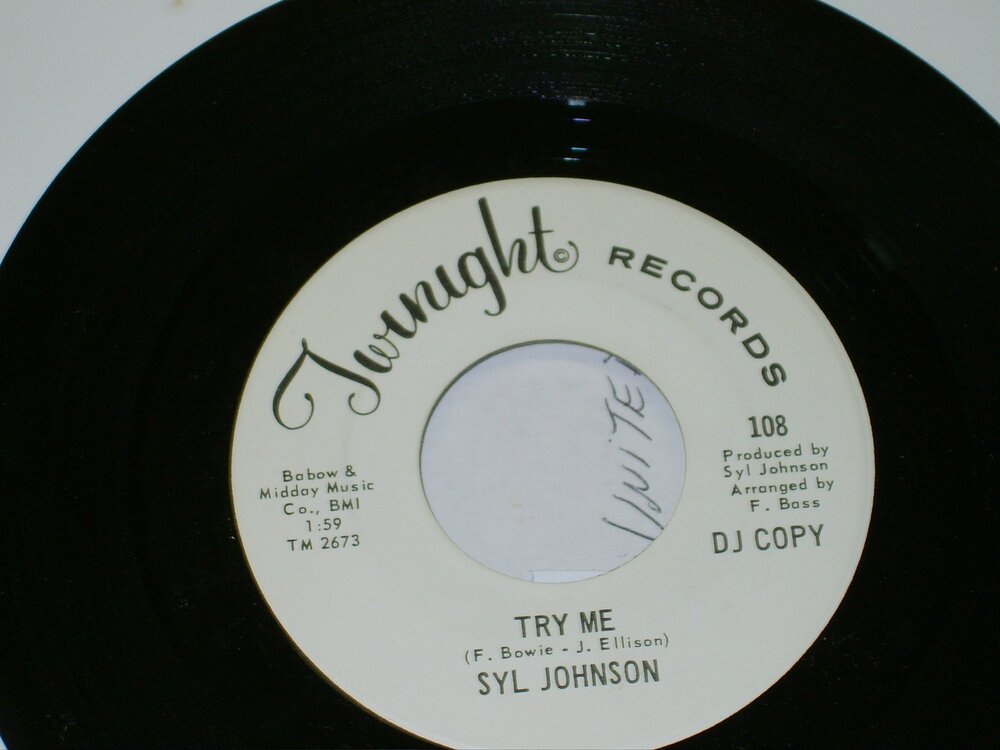 Twinight © RECORDS
Babow &
Midday Music
Co., BMI
1:59
TM 2673
108
Produced by
Syl Johnson
Arranged by
F. Bass
DJ COPY
TRY ME
(F. Bowie - J. Ellison)
SYL JOHNSON